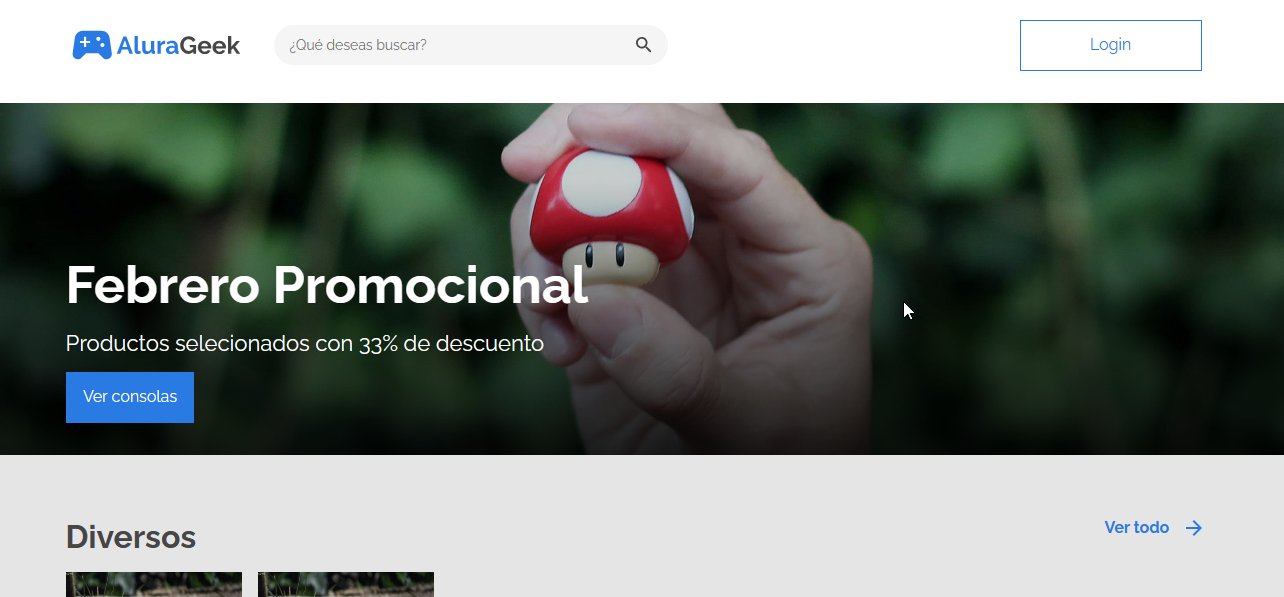 AluraGeek
¿Qué deseas buscar?
Login
Febrero Promocional
Productos selecionados con 33% de descuento
Ver consolas
Diversos
Ver todo